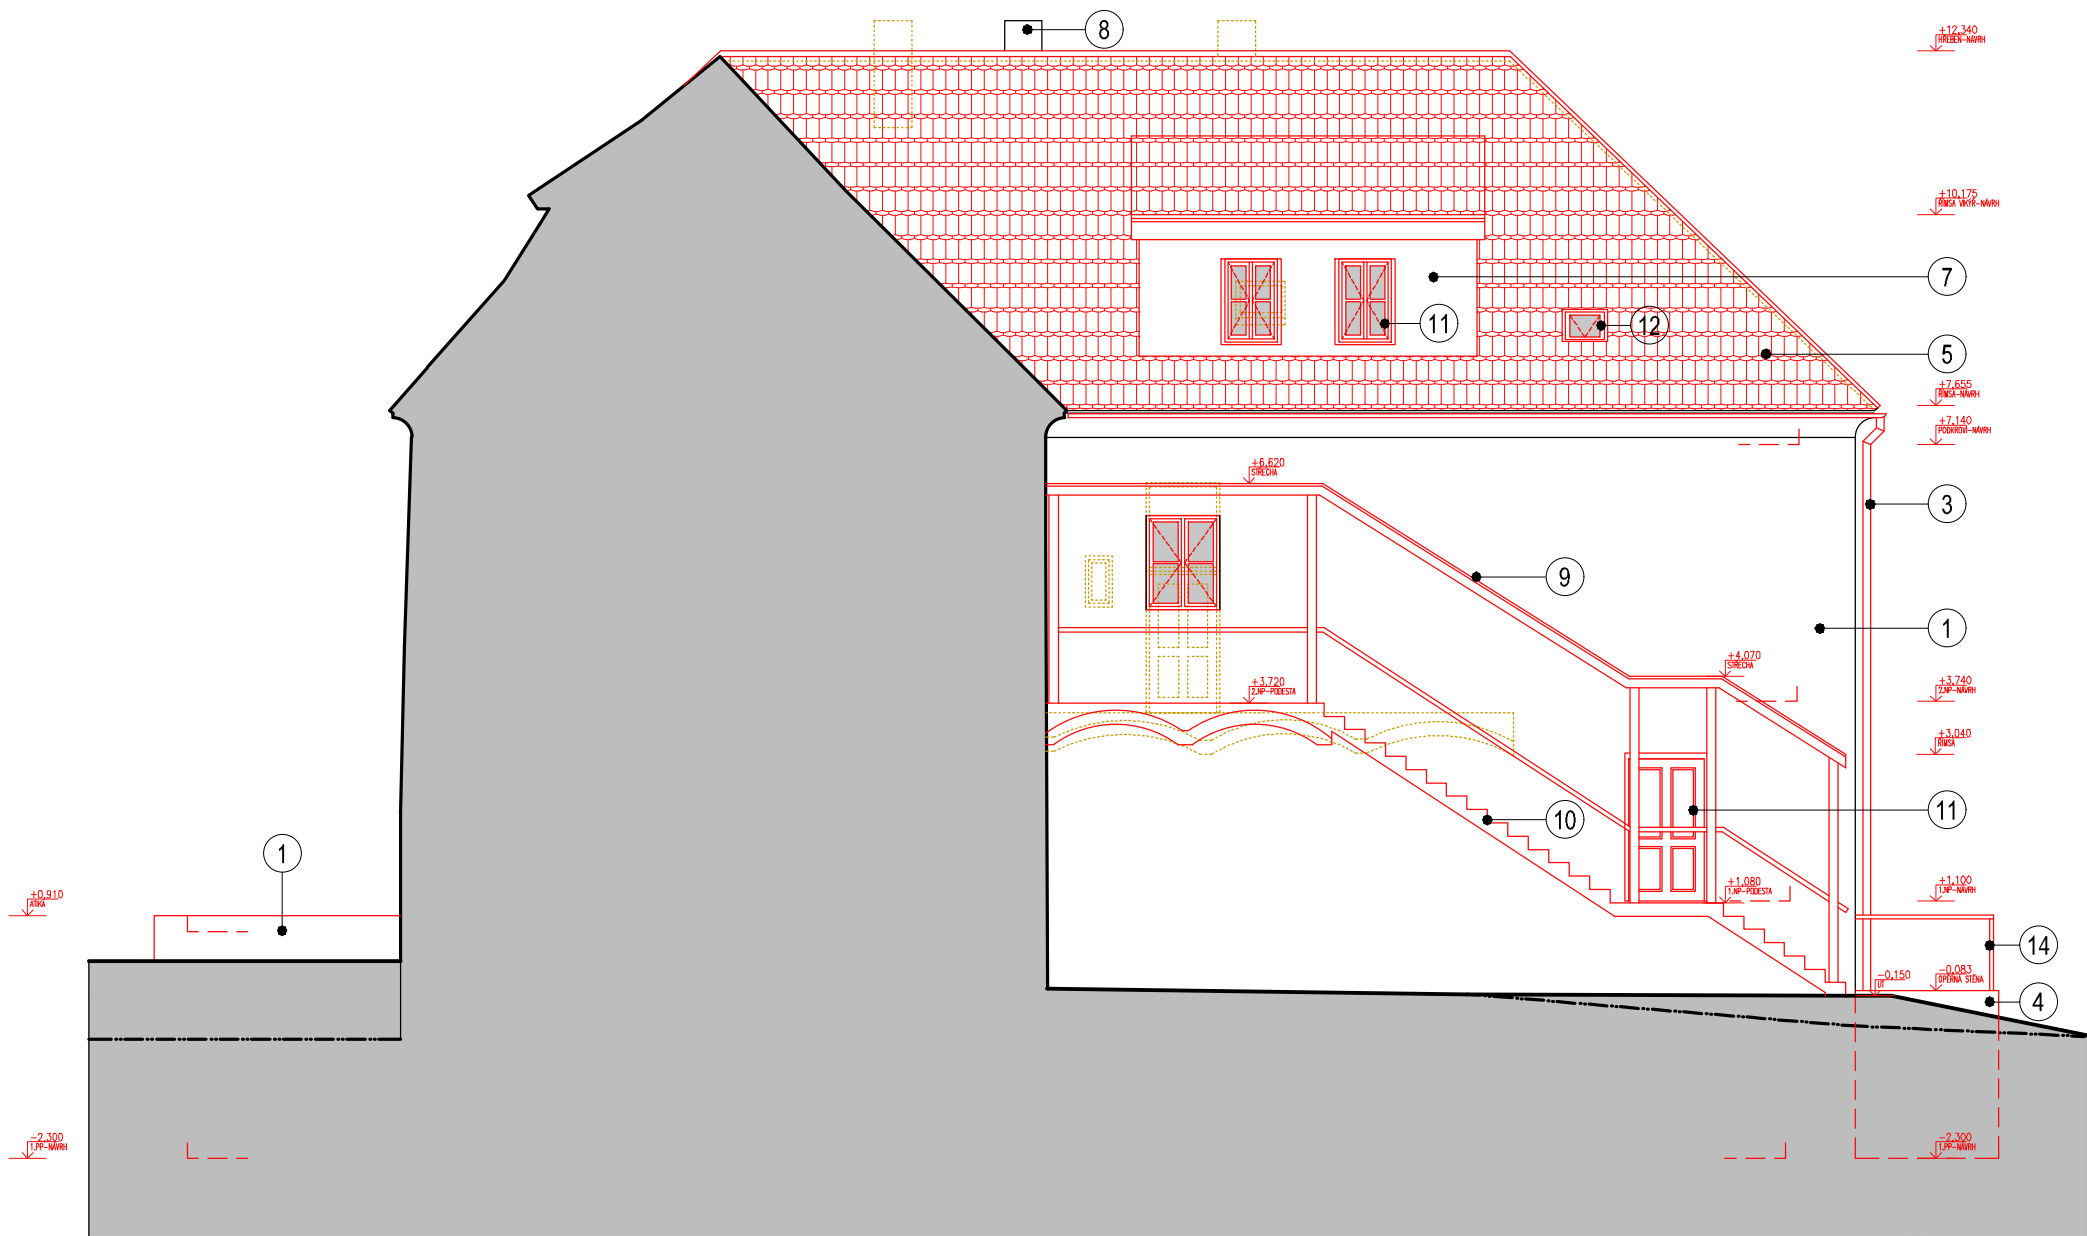 8
+12,340
HŘEBEN-NÁVRH
+10,175
ŘÍMSA VIKÝŘ-NÁVRH
7
11
12
5
+7,655
ŘÍMSA-NÁVRH
+7,140
PODKROVÍ-NÁVRH
+6,620
STŘECHA
3
9
1
+4,070
STŘECHA
+3,720
2.NP-PODESTA
+3,740
2.NP-NÁVRH
+3,040
ŘÍMSA
10
11
1
+1,080
1.NP-PODESTA
+1,100
1.NP-NÁVRH
+0,910
ATIKA
14
-0,150
UT
-0,083
OPĚRNÁ STĚNA
4
-2,300
1.PP-NÁVRH
-2,300
1.PP-NÁVRH